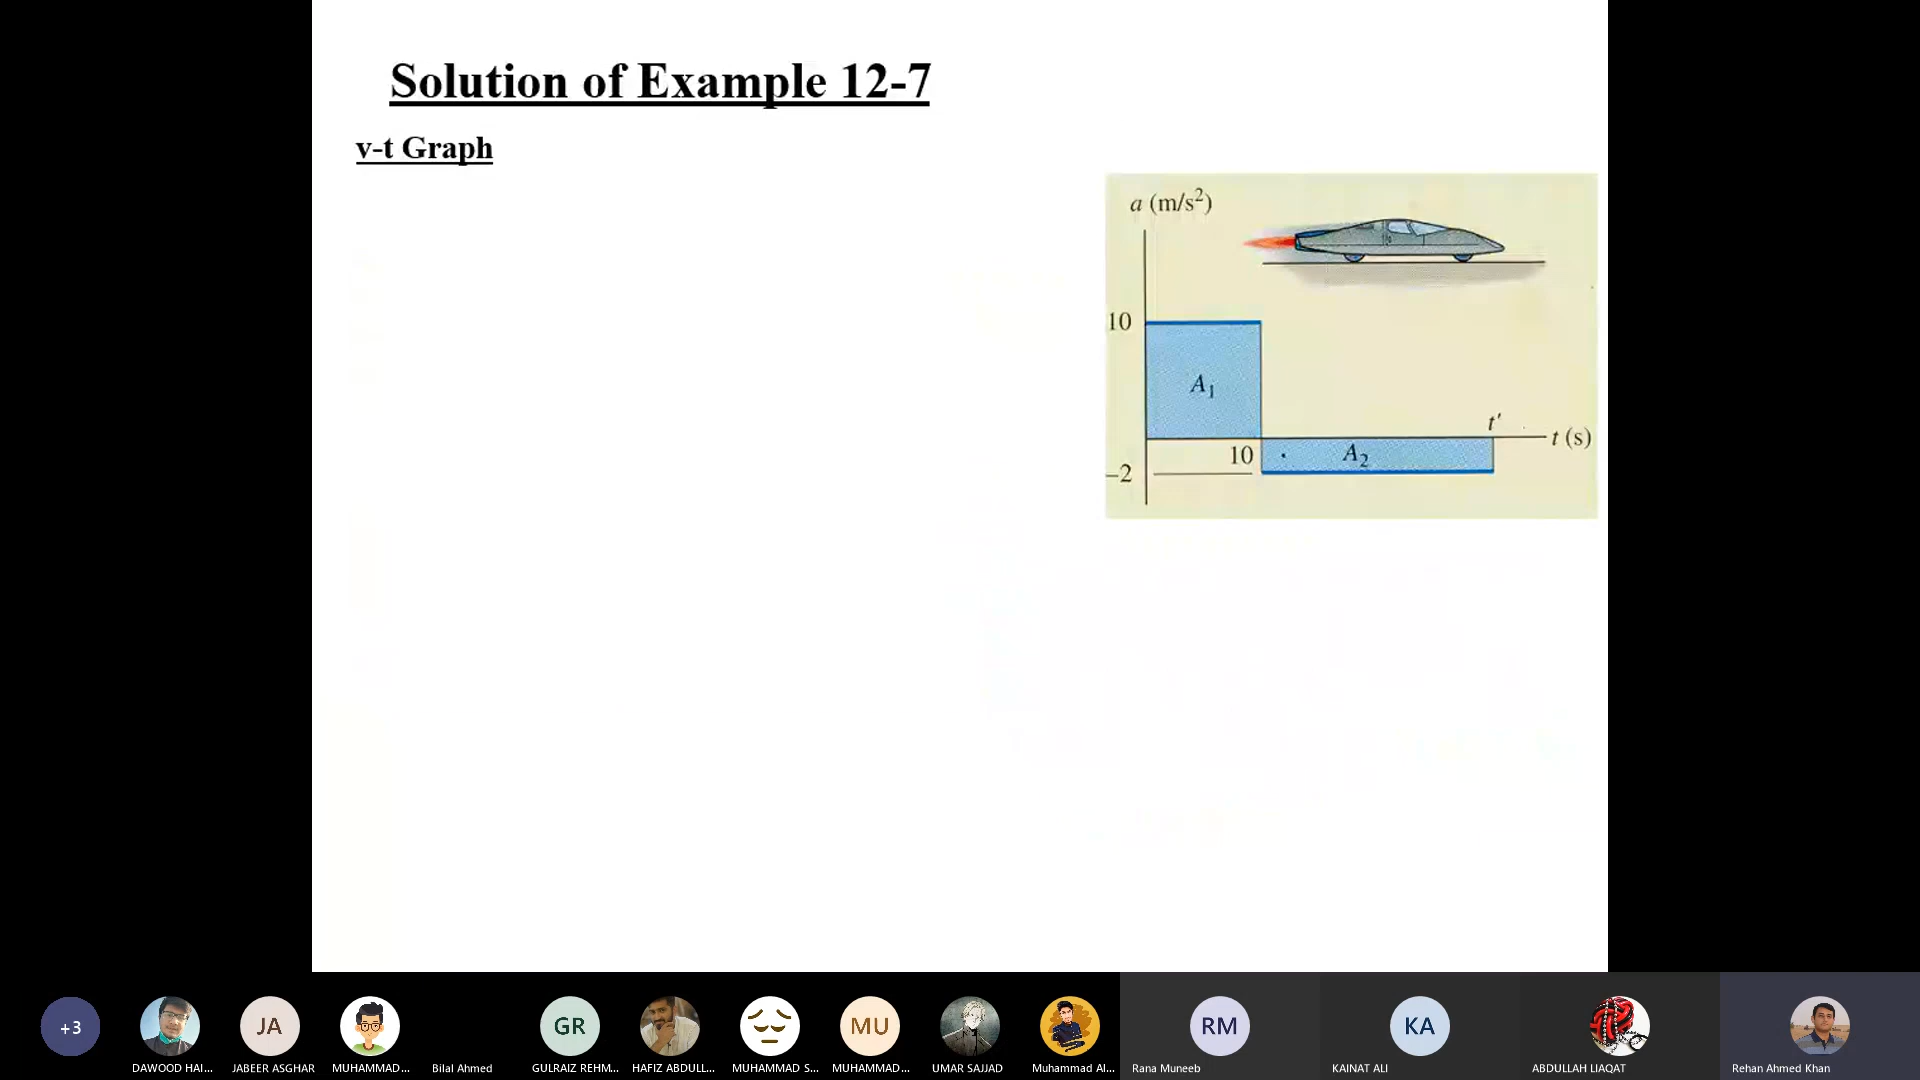 Solution of Example 12-7
v-t Graph
a (m/s²)
10
A₁
t′
t (s)
10
A₂
–2
+3
JA
GR
MU
RM
KA
DAWOOD HAI...
JABEER ASGHAR
MUHAMMAD...
Bilal Ahmed
GULRAIZ REHM...
HAFIZ ABDULL...
MUHAMMAD S...
MUHAMMAD...
UMAR SAJJAD
Muhammad Al...
Rana Muneeb
KAINAT ALI
ABDULLAH LIAQAT
Rehan Ahmed Khan